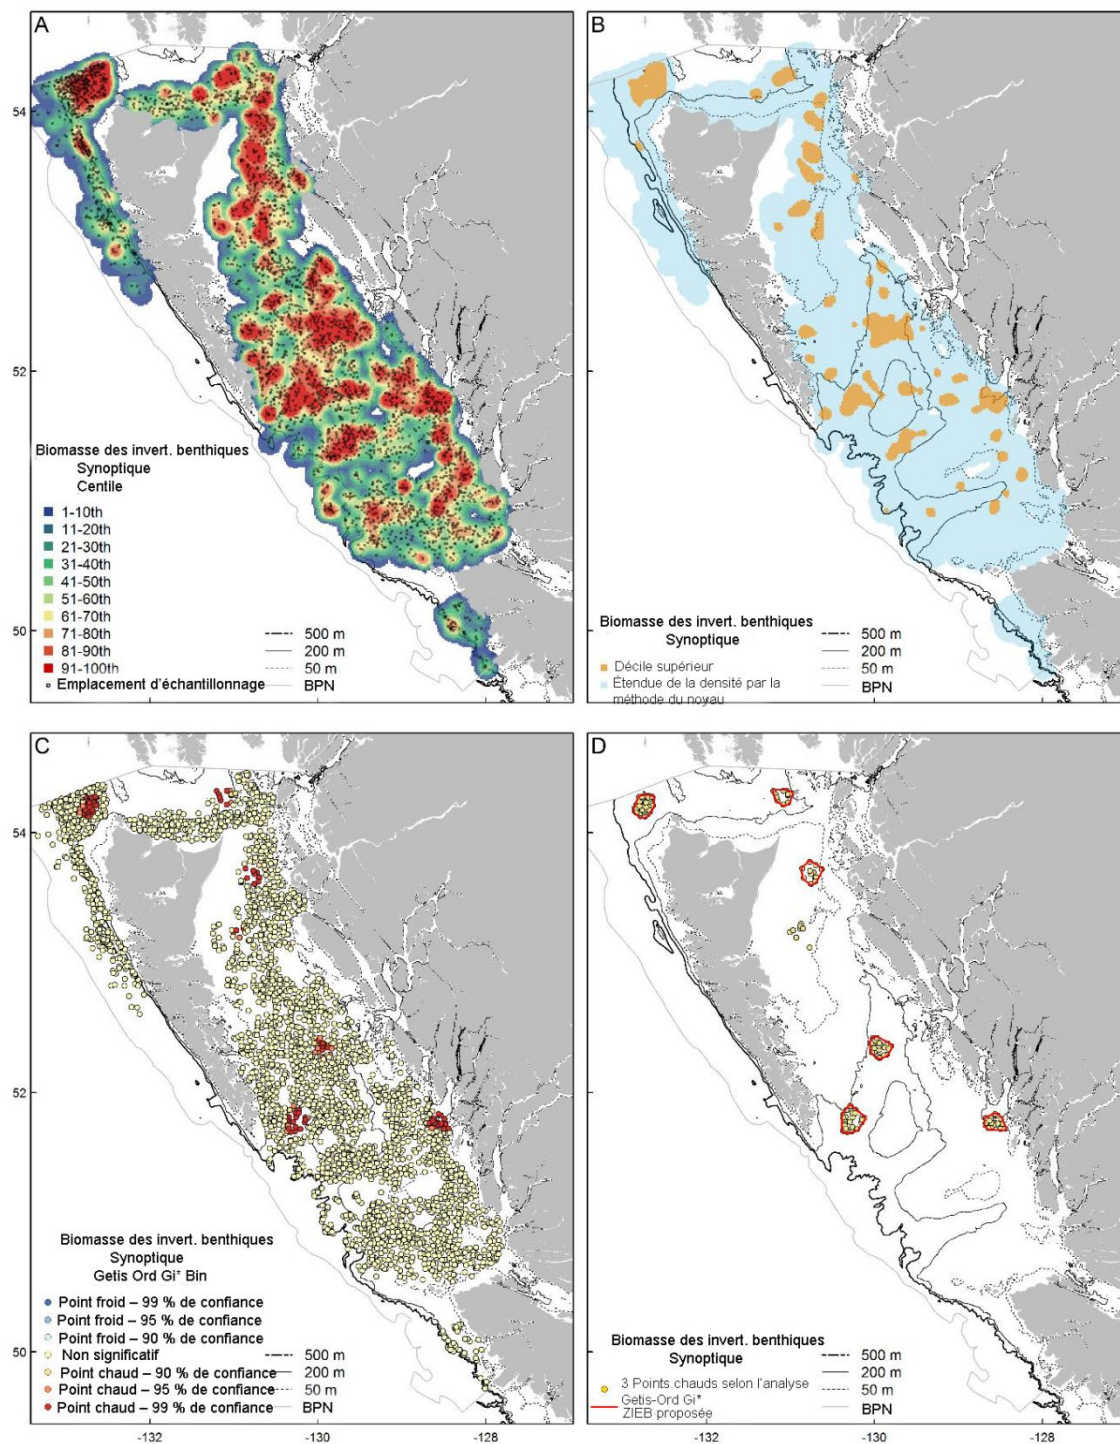 A
54
52
50
Biomasse des invert. benthiques
Synoptique
Centile
1-10th
11-20th
21-30th
31-40th
41-50th
51-60th
61-70th
71-80th
81-90th
91-100th
Emplacement d'échantillonnage
500 m
200 m
50 m
BPN
B
Biomasse des invert. benthiques
Synoptique
Décile supérieur
Étendue de la densité par la
méthode du noyau
500 m
200 m
50 m
BPN
C
54
52
50
Biomasse des invert. benthiques
Synoptique
Getis Ord Gi* Bin
Point froid – 99 % de confiance
Point froid – 95 % de confiance
Point froid – 90 % de confiance
Non significatif
Point chaud – 90 % de confiance
Point chaud – 95 % de confiance
Point chaud – 99 % de confiance
500 m
200 m
50 m
BPN
-132
-130
-128
D
Biomasse des invert. benthiques
Synoptique
3 Points chauds selon l'analyse
Getis-Ord Gi*
ZIEB proposée
500 m
200 m
50 m
BPN
-132
-130
-128